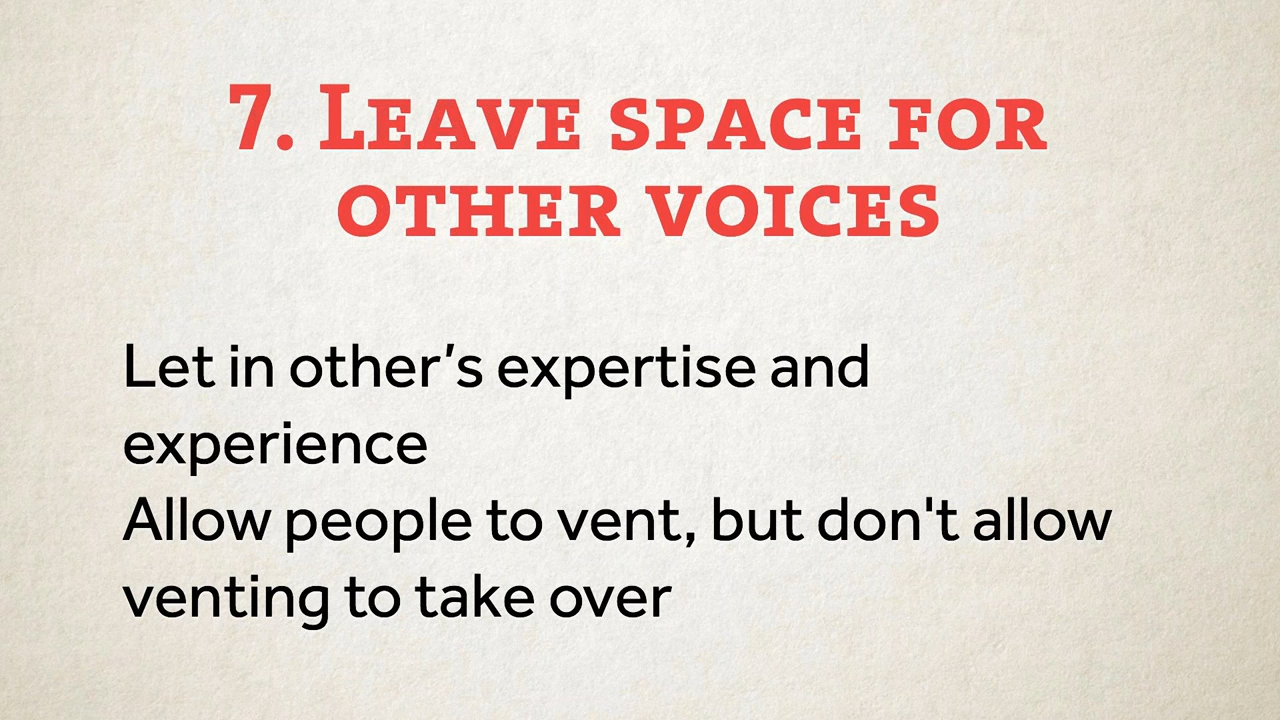 7. Leave space for
other voices
Let in other’s expertise and
experience
Allow people to vent, but don't allow
venting to take over